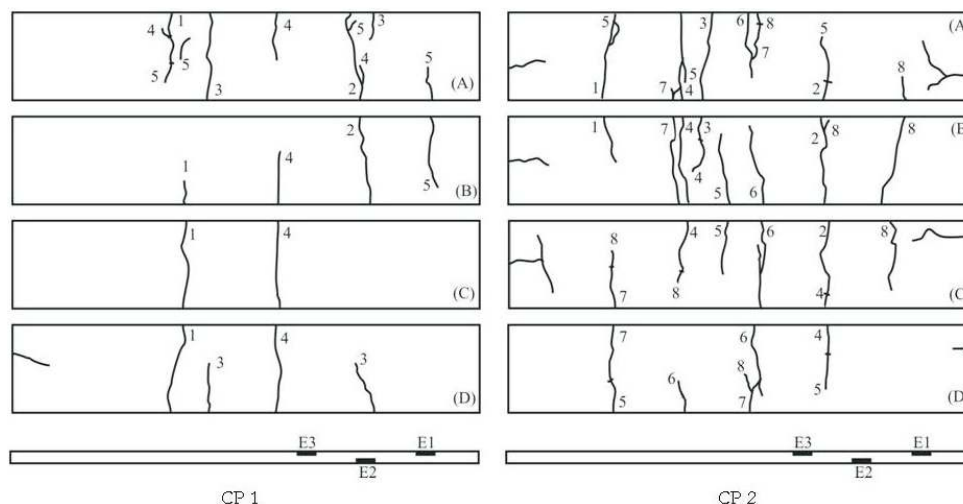 1 4 5 3
4 5 4 5 5
3 2 (A)
2
4
1 5 (B)
1 4
(C)
1 4
3 3
(D)
E3 E1
E2
CP 1
5 3 6 8 (A
5
7
5 8
7 4
1 2
1 7 4 3 2 8 8
4
5 6
4 5 6 2 8
8
8
7 4
7 6 4
8
6
5 7 5
(D
E3 E1
E2
CP 2